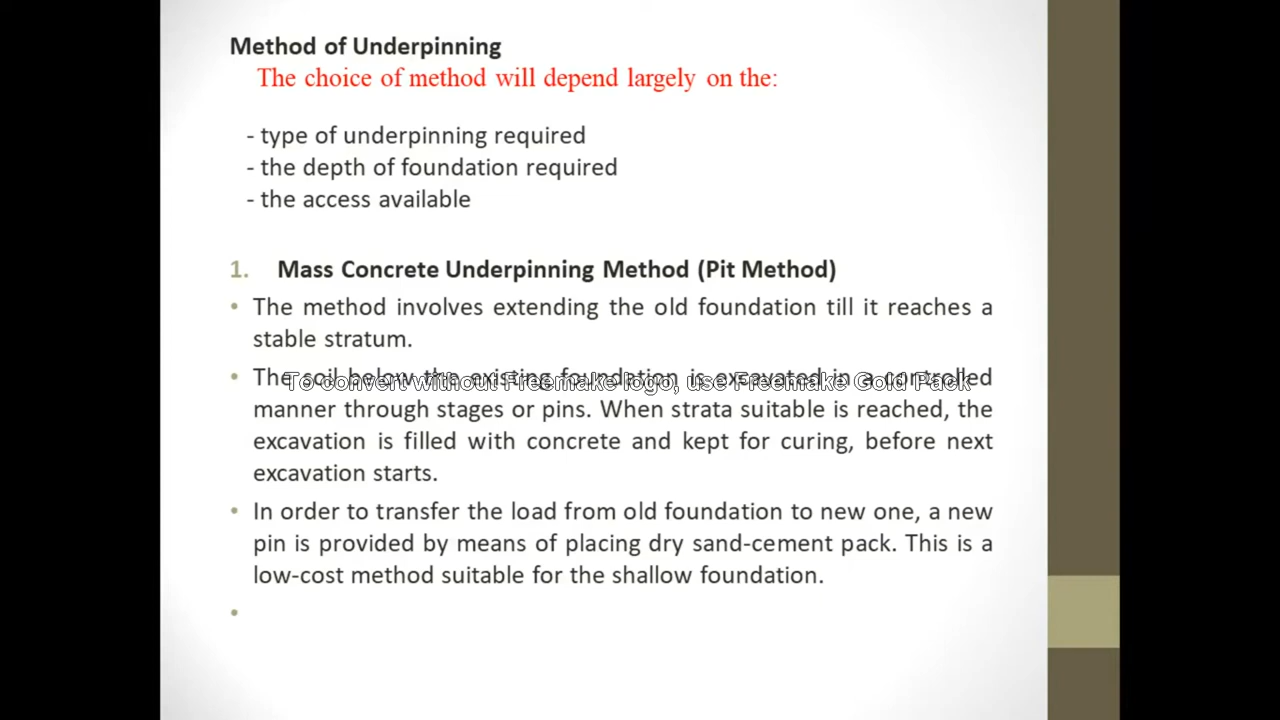 Method of Underpinning
The choice of method will depend largely on the:
- type of underpinning required
- the depth of foundation required
- the access available
1. Mass Concrete Underpinning Method (Pit Method)
• The method involves extending the old foundation till it reaches a
stable stratum.
• The soil below the existing foundation is excavated in a controlled
To convert without Freemake logo, use Freemake Gold Pack
manner through stages or pins. When strata suitable is reached, the
excavation is filled with concrete and kept for curing, before next
excavation starts.
• In order to transfer the load from old foundation to new one, a new
pin is provided by means of placing dry sand-cement pack. This is a
low-cost method suitable for the shallow foundation.
•